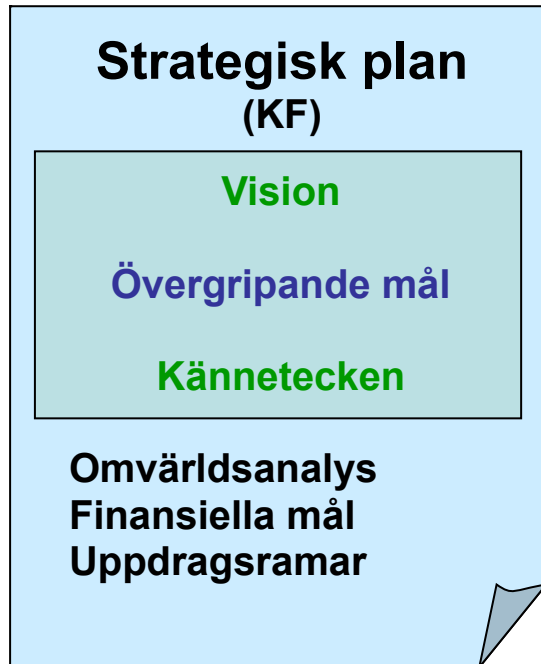 Strategisk plan
(KF)
Vision
Övergripande mål
Kännetecken
Omvärldsanalys
Finansiella mål
Uppdragsramar